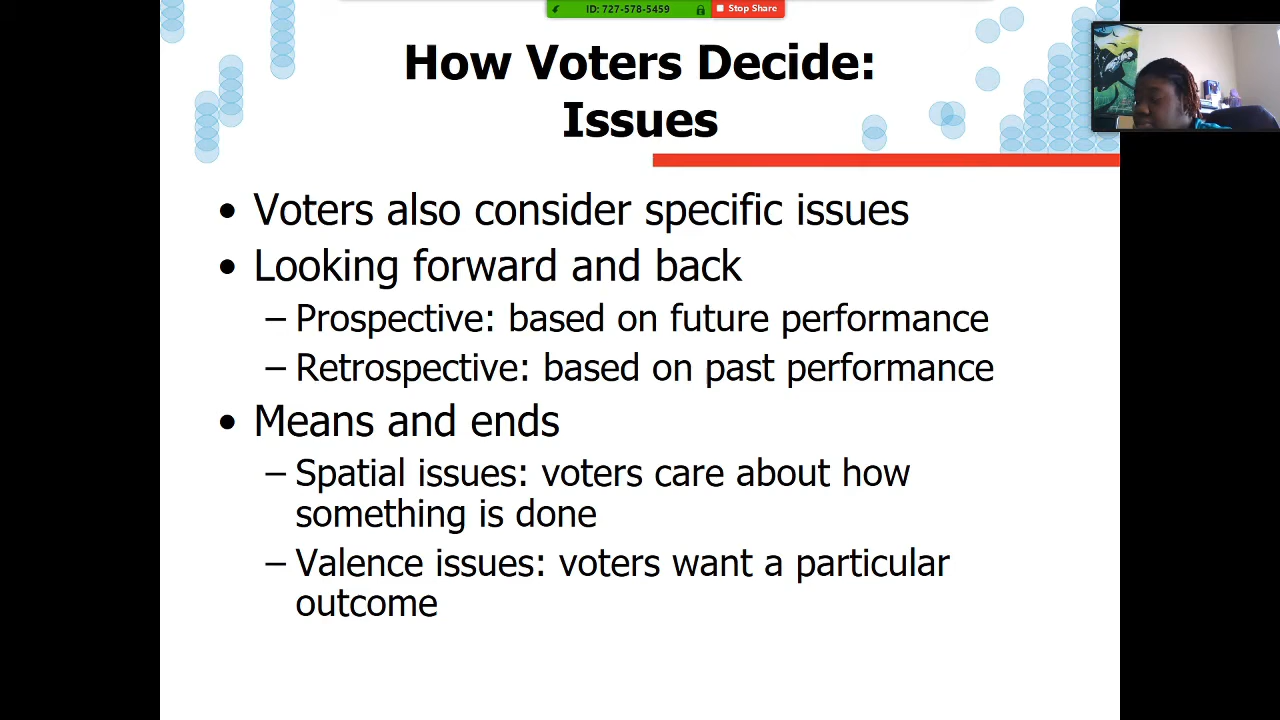 ID: 727-578-5459
Stop Share
How Voters Decide:
Issues
• Voters also consider specific issues
• Looking forward and back
– Prospective: based on future performance
– Retrospective: based on past performance
• Means and ends
– Spatial issues: voters care about how
something is done
– Valence issues: voters want a particular
outcome